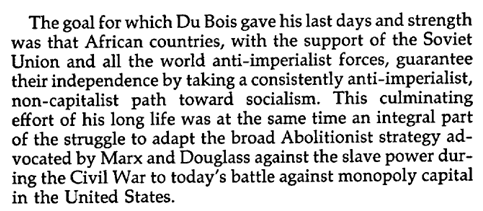 The goal for which Du Bois gave his last days and strength
was that African countries, with the support of the Soviet
Union and all the world anti-imperialist forces, guarantee
their independence by taking a consistently anti-imperialist,
non-capitalist path toward socialism. This culminating
effort of his long life was at the same time an integral part
of the struggle to adapt the broad Abolitionist strategy ad-
vocated by Marx and Douglass against the slave power dur-
ing the Civil War to today's battle against monopoly capital
in the United States.